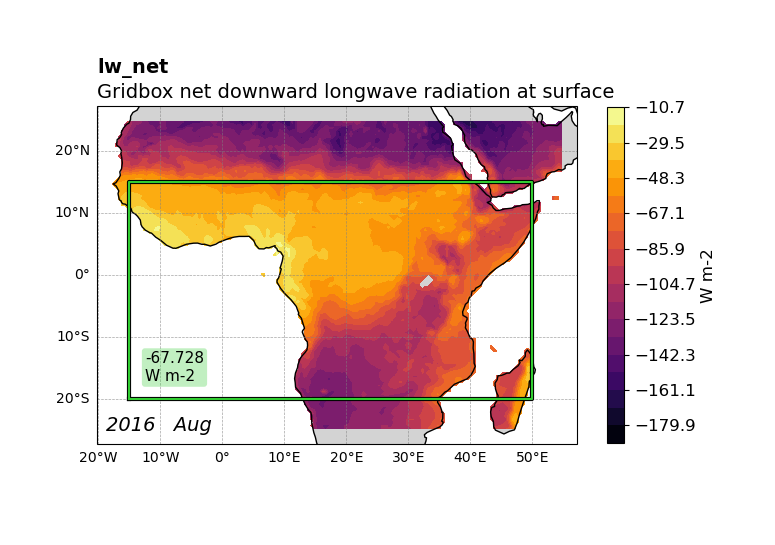 lw_net
Gridbox net downward longwave radiation at surface
20°N
10°N
0°
10°S
20°S
20°W 10°W 0° 10°E 20°E 30°E 40°E 50°E
-67.728
W m-2
2016 Aug
−10.7
−29.5
−48.3
−67.1
−85.9
−104.7
−123.5
−142.3
−161.1
−179.9
W m-2